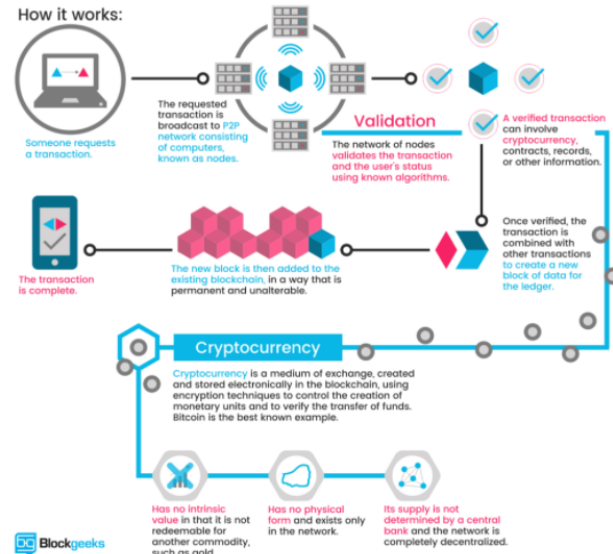 How it works:
Someone requests
a transaction.
The requested
transaction is
broadcast to P2P
network consisting
of computers,
known as nodes.
Validation
The network of nodes
validates the transaction
and the user's status
using known algorithms.
A verified transaction
can involve
cryptocurrency,
contracts, records,
or other information.
Once verified, the
transaction is
combined with
other transactions
to create a new
block of data for
the ledger.
The new block is then added to the
existing blockchain, in a way that is
permanent and unalterable.
The transaction
is complete.
Cryptocurrency
Cryptocurrency is a medium of exchange, created
and stored electronically in the blockchain, using
encryption techniques to control the creation of
monetary units and to verify the transfer of funds.
Bitcoin is the best known example.
Has no intrinsic
value in that it is not
redeemable for
another commodity,
such as gold.
Has no physical
form and exists only
in the network.
Its supply is not
determined by a central
bank and the network is
completely decentralized.
bg Blockgeeks